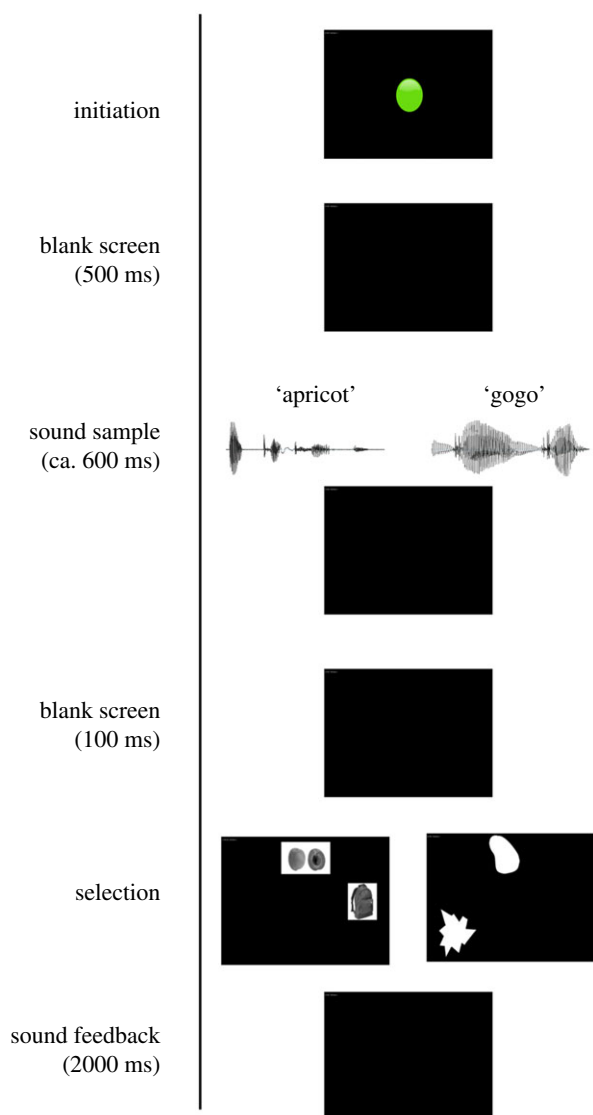 initiation
blank screen
(500 ms)
‘apricot’ ‘gogo’
sound sample
(ca. 600 ms)
blank screen
(100 ms)
selection
sound feedback
(2000 ms)